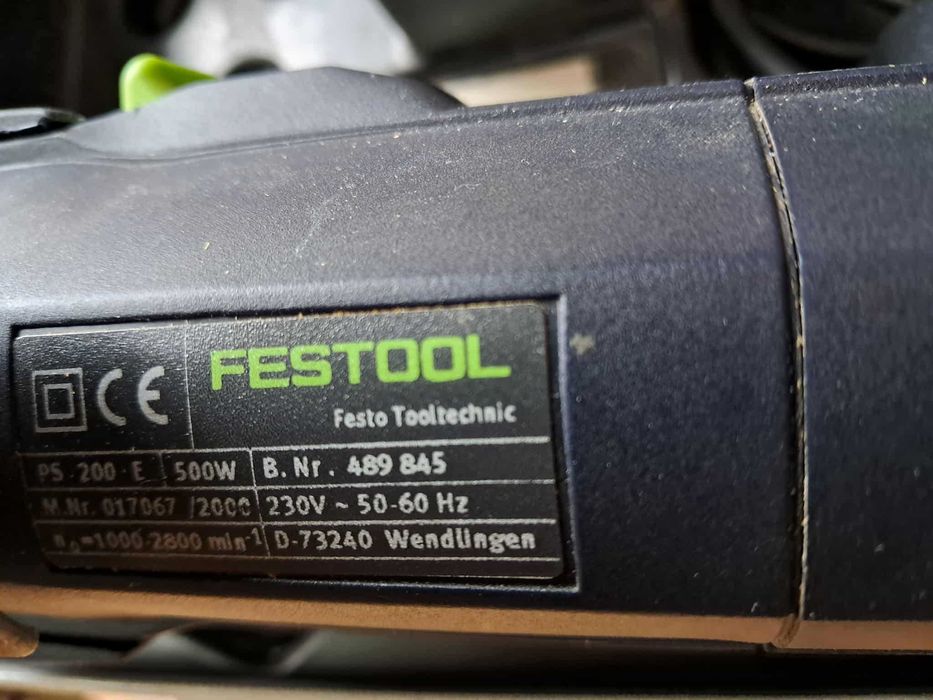 CE
FESTOOL
Festo Tooltechnic
PS 200 E 500W B.Nr. 489 845
M.Nr. 017067 /2000 230V ~ 50-60 Hz
n₀=1000-2800 min-1 D-73240 Wendlingen